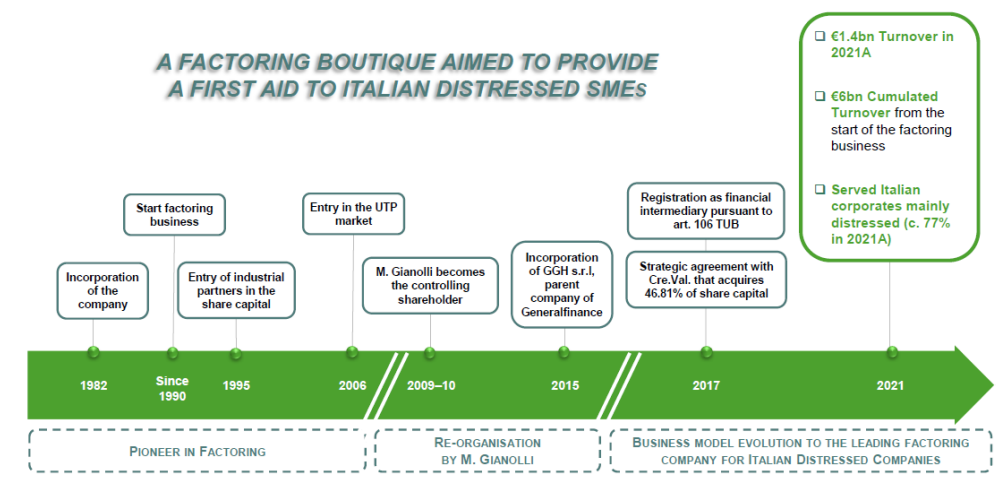 A FACTORING BOUTIQUE AIMED TO PROVIDE
A FIRST AID TO ITALIAN DISTRESSED SMES
€1.4bn Turnover in
2021A
€6bn Cumulated
Turnover from the
start of the factoring
business
Served Italian
corporates mainly
distressed (c. 77%
in 2021A)
Start factoring
business
Entry in the UTP
market
Registration as financial
intermediary pursuant to
art. 106 TUB
Incorporation
of the
company
Entry of industrial
partners in the
share capital
M. Gianolli becomes
the controlling
shareholder
Incorporation
of GGH s.r.l,
parent
company of
Generalfinance
Strategic agreement with
Cre.Val. that acquires
46.81% of share capital
1982
Since
1990
1995
2006
2009–10
2015
2017
2021
PIONEER IN FACTORING
RE-ORGANISATION
BY M. GIANOLLI
BUSINESS MODEL EVOLUTION TO THE LEADING FACTORING
COMPANY FOR ITALIAN DISTRESSED COMPANIES